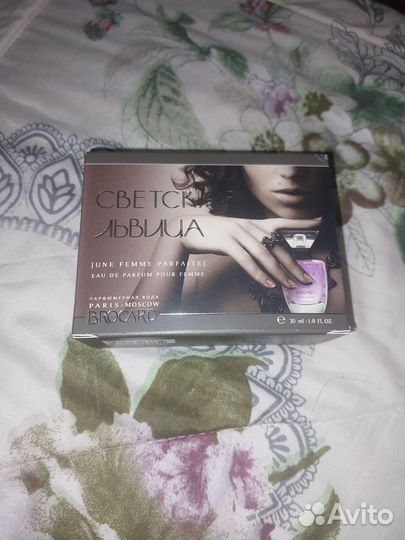 СВЕТСКАЯ
ЛЬВИЦА
[UNE FEMME PARFAITE]
EAU DE PARFUM POUR FEMME
ПАРФЮМЕРНАЯ ВОДА
PARIS-MOSCOW
BROCARD
e 30 ml - 1.0 FL.OZ.
Avito